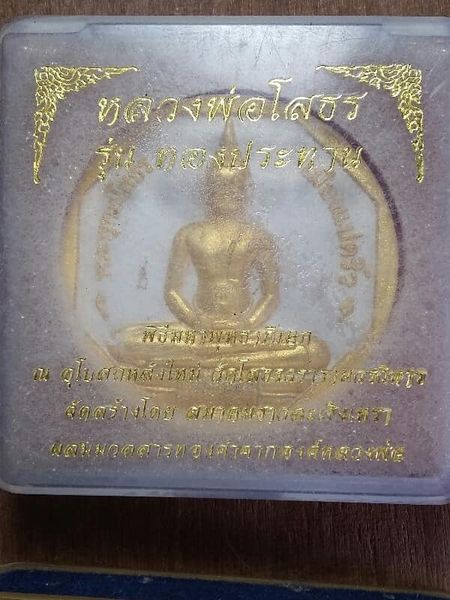 หลวงพ่อโสธร
รุ่น ทองประทาน
พิธีมหาพุทธาภิเษก
ณ อุโบสถหลังใหม่ วัดโสธรวรารามวรวิหาร
จัดสร้างโดย สมาคมชาวฉะเชิงเทรา
ผสมมวลสารทองคำจากองค์หลวงพ่อ